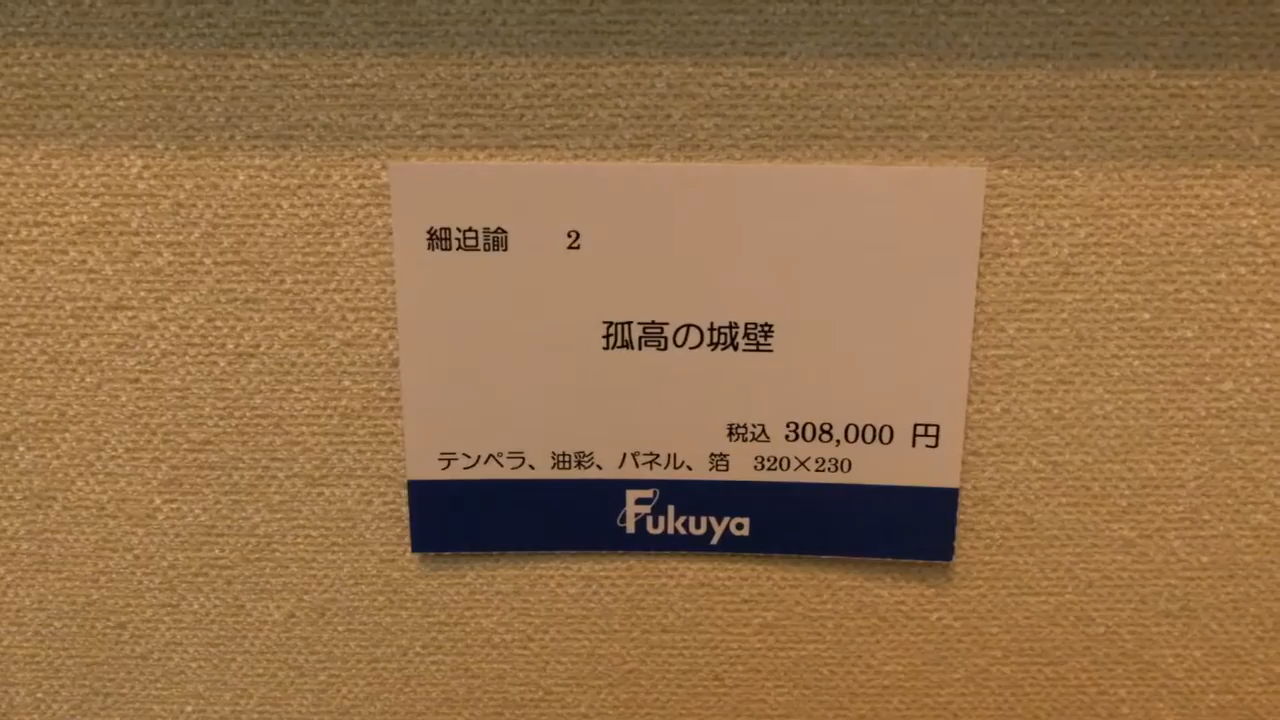 細迫諭　2
孤高の城壁
税込 308,000 円
テンペラ、油彩、パネル、箔　320×230
Fukuya